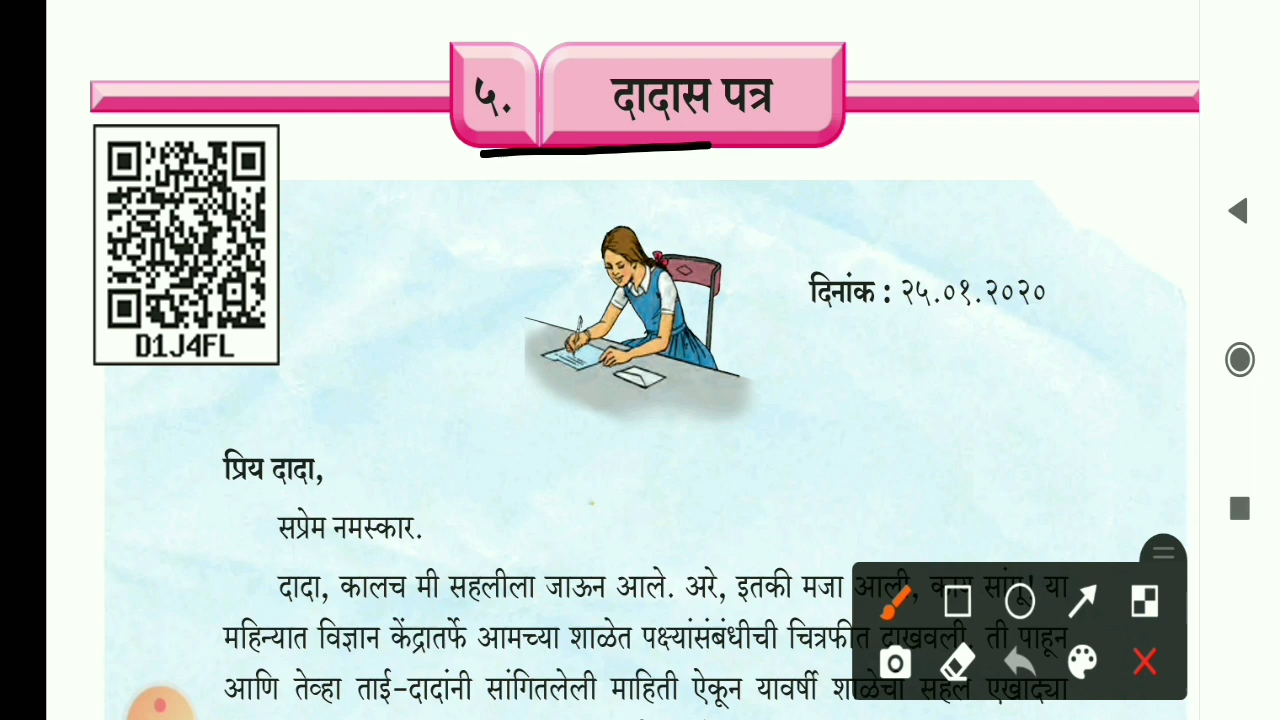 ५. दादास पत्र
D1J4FL
दिनांक : २५.०१.२०२०
प्रिय दादा,
सप्रेम नमस्कार.
दादा, कालच मी सहलीला जाऊन आले. अरे, इतकी मजा आली, काय सांगू! या
महिन्यात विज्ञान केंद्रातर्फे आमच्या शाळेत पक्ष्यांसंबंधीची चित्रफीत दाखवली. ती पाहून
आणि तेव्हा ताई-दादांनी सांगितलेली माहिती ऐकून यावर्षी शाळेची सहल एखाद्या